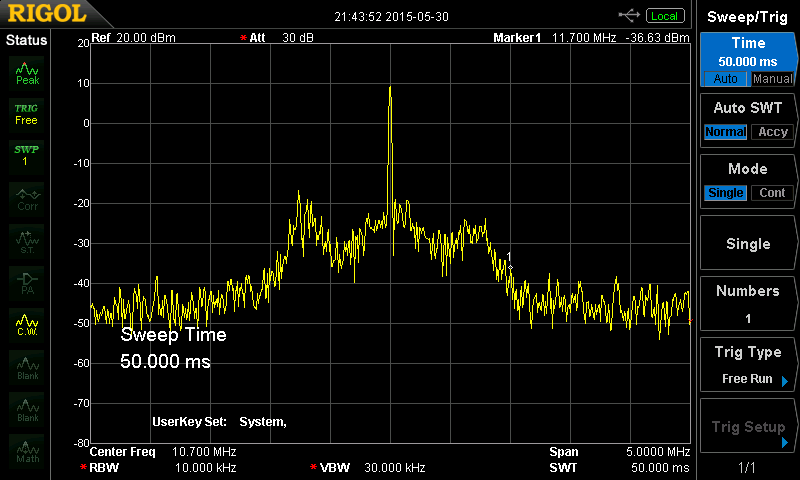 RIGOL
21:43:52 2015-05-30
Local
Sweep/Trig
Status
Ref 20.00 dBm
* Att 30 dB
Marker1 11.700 MHz -36.63 dBm
Time
50.000 ms
Auto Manual
Auto SWT
Normal Accy
Mode
Single Cont
Single
Numbers
1
Trig Type
Free Run
Trig Setup
1/1
Peak
TRIG
Free
SWP
1
Corr
S.T.
PA
C.W.
Blank
Blank
Math
20
10
0
-10
-20
-30
-40
-50
-60
-70
-80
1
Sweep Time
50.000 ms
UserKey Set: System,
Center Freq 10.700 MHz
Span 5.0000 MHz
* RBW 10.000 kHz
* VBW 30.000 kHz
SWT 50.000 ms